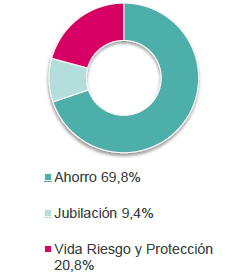 Ahorro 69,8%
Jubilación 9,4%
Vida Riesgo y Protección
20,8%